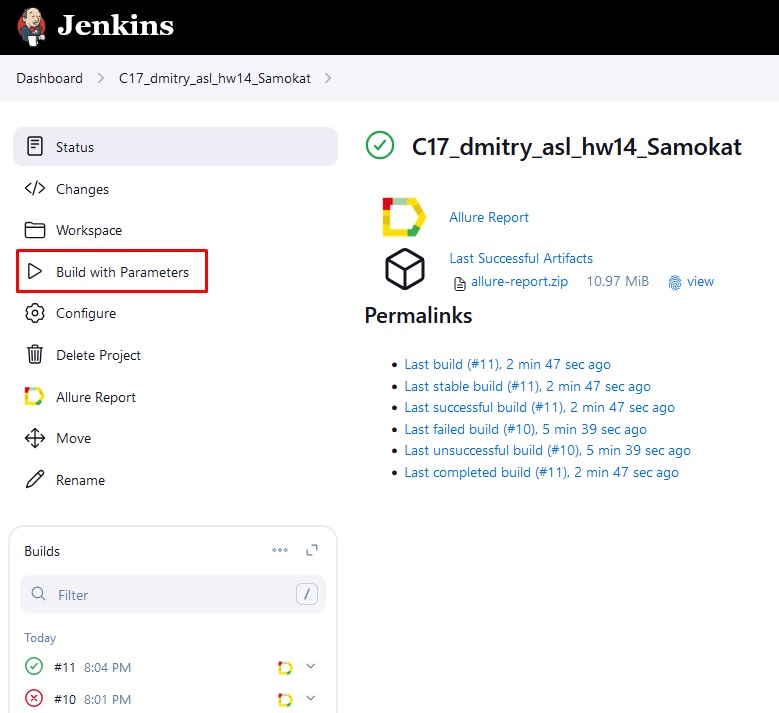 Jenkins
Dashboard > C17_dmitry_asl_hw14_Samokat >
Status
Changes
Workspace
Build with Parameters
Configure
Delete Project
Allure Report
Move
Rename
Builds
Filter /
Today
#11 8:04 PM
#10 8:01 PM
C17_dmitry_asl_hw14_Samokat
Allure Report
Last Successful Artifacts
allure-report.zip 10.97 MiB view
Permalinks
Last build (#11), 2 min 47 sec ago
Last stable build (#11), 2 min 47 sec ago
Last successful build (#11), 2 min 47 sec ago
Last failed build (#10), 5 min 39 sec ago
Last unsuccessful build (#10), 5 min 39 sec ago
Last completed build (#11), 2 min 47 sec ago